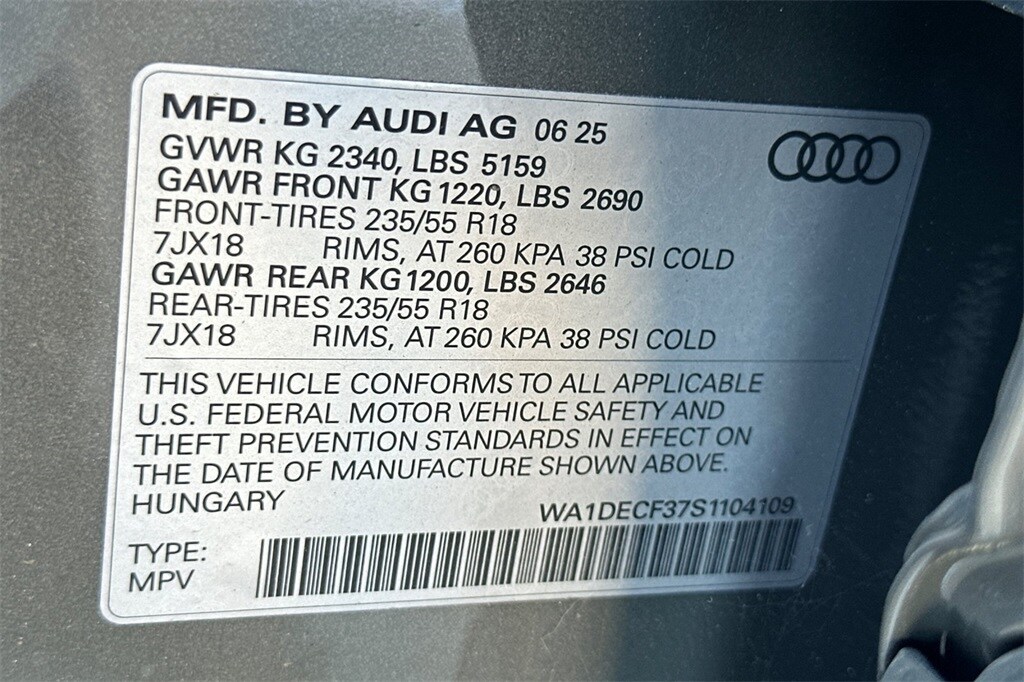 MFD. BY AUDI AG 06 25
GVWR KG 2340, LBS 5159
GAWR FRONT KG 1220, LBS 2690
FRONT-TIRES 235/55 R18
7JX18 RIMS, AT 260 KPA 38 PSI COLD
GAWR REAR KG 1200, LBS 2646
REAR-TIRES 235/55 R18
7JX18 RIMS, AT 260 KPA 38 PSI COLD
THIS VEHICLE CONFORMS TO ALL APPLICABLE
U.S. FEDERAL MOTOR VEHICLE SAFETY AND
THEFT PREVENTION STANDARDS IN EFFECT ON
THE DATE OF MANUFACTURE SHOWN ABOVE.
HUNGARY WA1DECF37S1104109
TYPE:
MPV